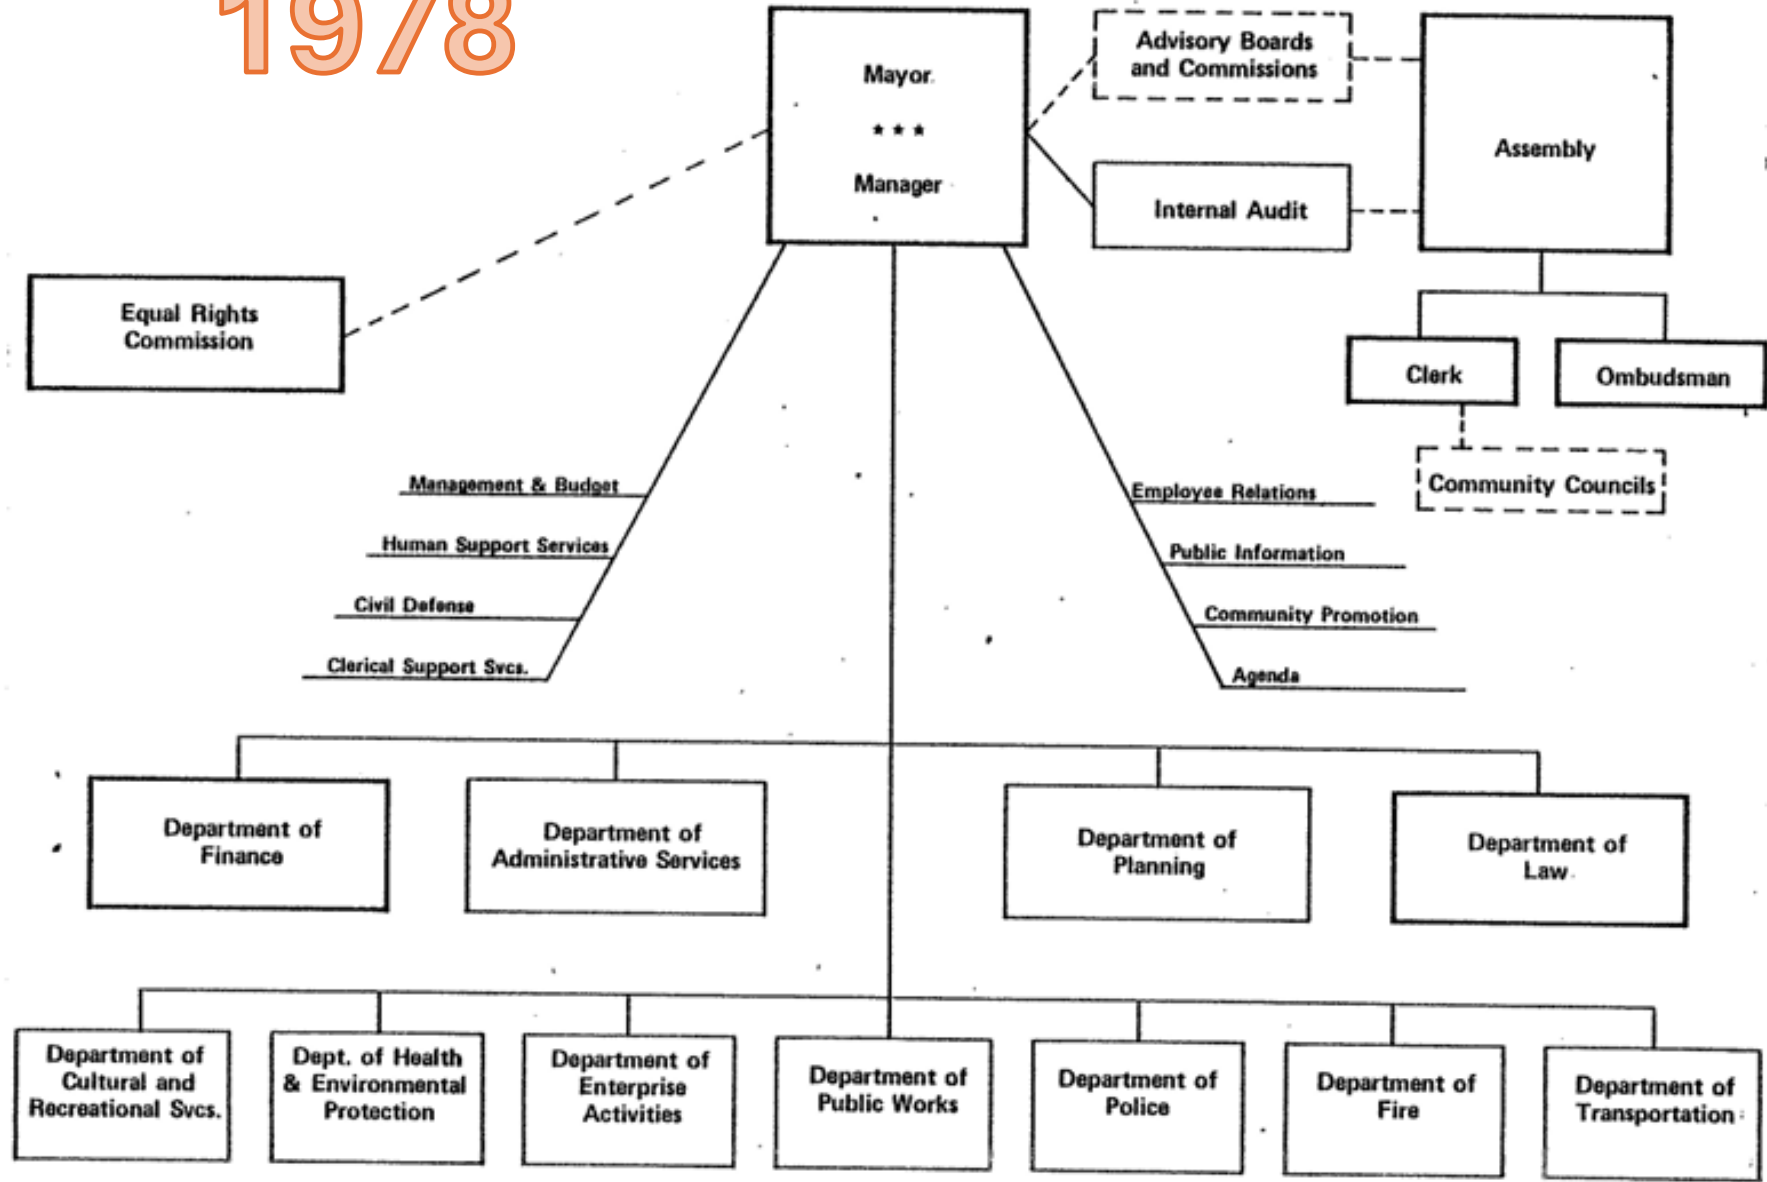 1978
Mayor
***
Manager
Advisory Boards
and Commissions
Internal Audit
Assembly
Equal Rights
Commission
Clerk
Ombudsman
Community Councils
Management & Budget
Human Support Services
Civil Defense
Clerical Support Svcs.
Employee Relations
Public Information
Community Promotion
Agenda
Department of
Finance
Department of
Administrative Services
Department of
Planning
Department of
Law
Department of
Cultural and
Recreational Svcs.
Dept. of Health
& Environmental
Protection
Department of
Enterprise
Activities
Department of
Public Works
Department of
Police
Department of
Fire
Department of
Transportation